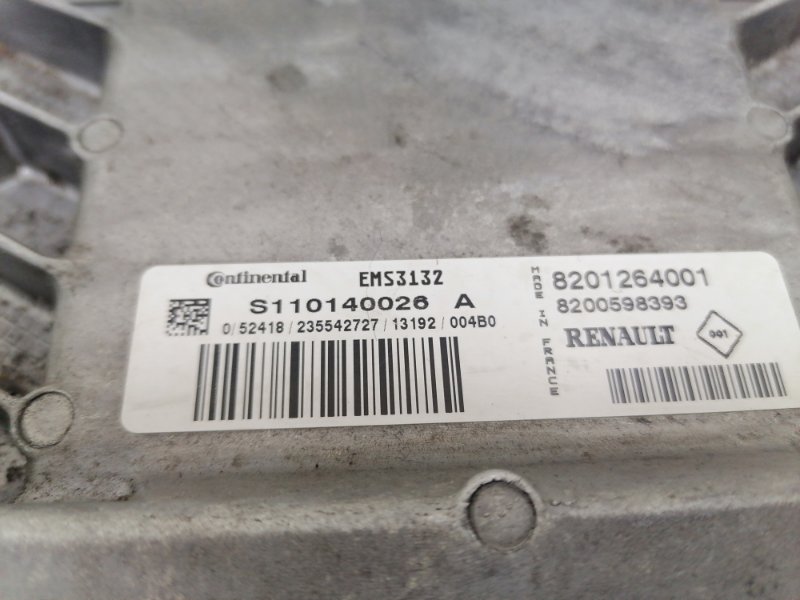 Continental EMS3132
S110140026 A
0/52418/235542727/13192/004B0
MADE IN FRANCE
8201264001
8200598393
RENAULT 001